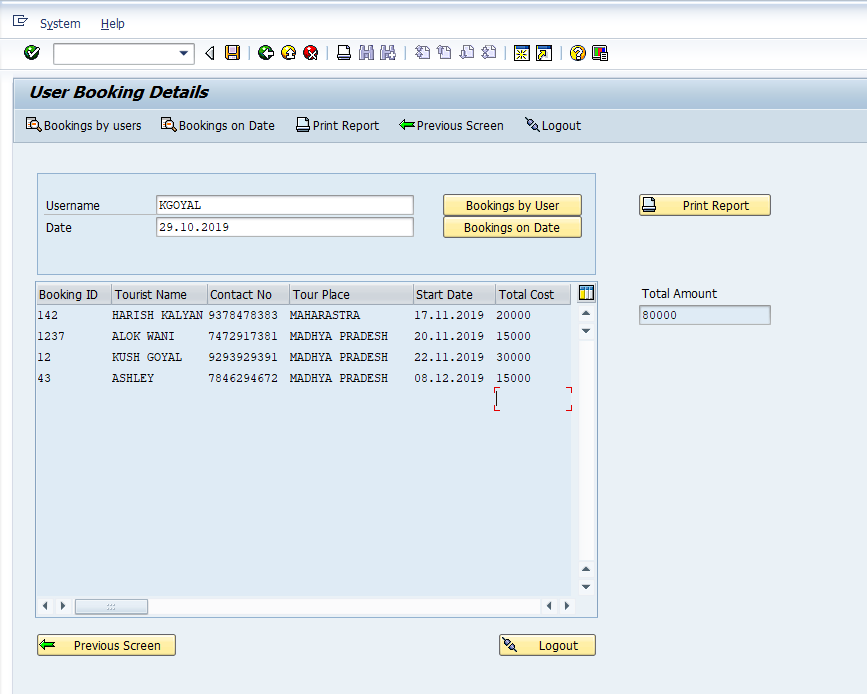 System Help
User Booking Details
Bookings by users Bookings on Date Print Report Previous Screen Logout
Username KGOYAL Bookings by User Print Report
Date 29.10.2019 Bookings on Date
Booking ID Tourist Name Contact No Tour Place Start Date Total Cost Total Amount
142 HARISH KALYAN 9378478383 MAHARASTRA 17.11.2019 20000 80000
1237 ALOK WANI 7472917381 MADHYA PRADESH 20.11.2019 15000
12 KUSH GOYAL 9293929391 MADHYA PRADESH 22.11.2019 30000
43 ASHLEY 7846294672 MADHYA PRADESH 08.12.2019 15000
Previous Screen Logout